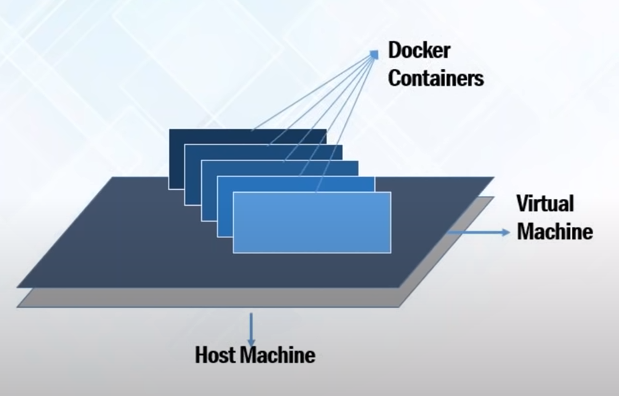 Docker
Containers
Virtual
Machine
Host Machine